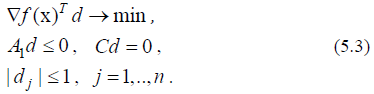 ∇f(x)ᵀ d → min ,
A₁d ≤ 0 , Cd = 0 , (5.3)
| dⱼ | ≤ 1 , j = 1,..,n .